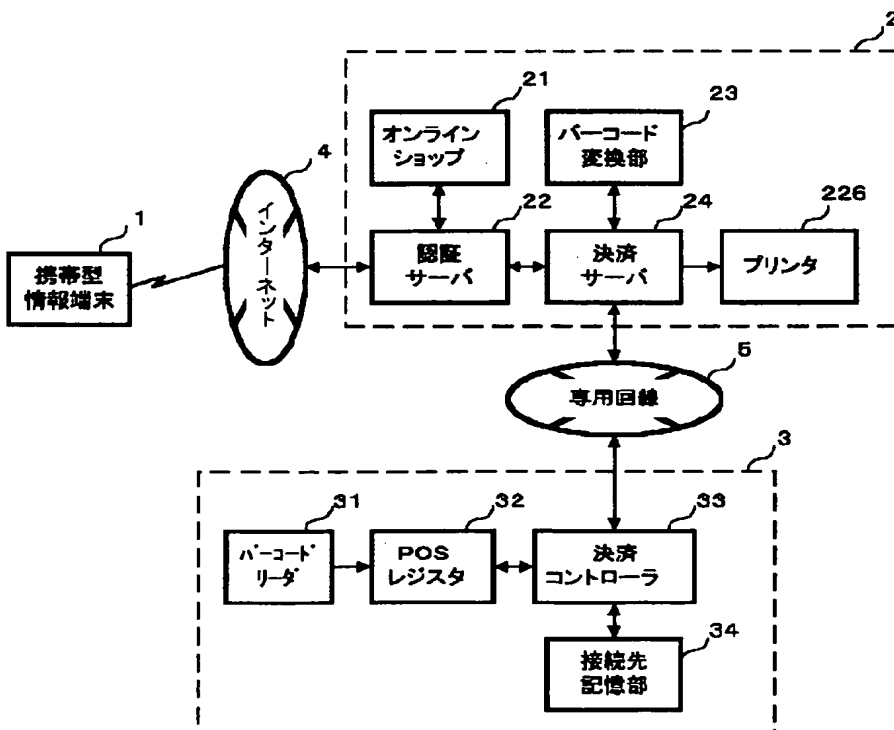 2
21
オンライン
ショップ
23
バーコード
変換部
4
インターネット
1
携帯型
情報端末
22
認証
サーバ
24
決済
サーバ
226
プリンタ
5
専用回線
3
31
バーコード
リーダ
32
POS
レジスタ
33
決済
コントローラ
34
接続先
記憶部